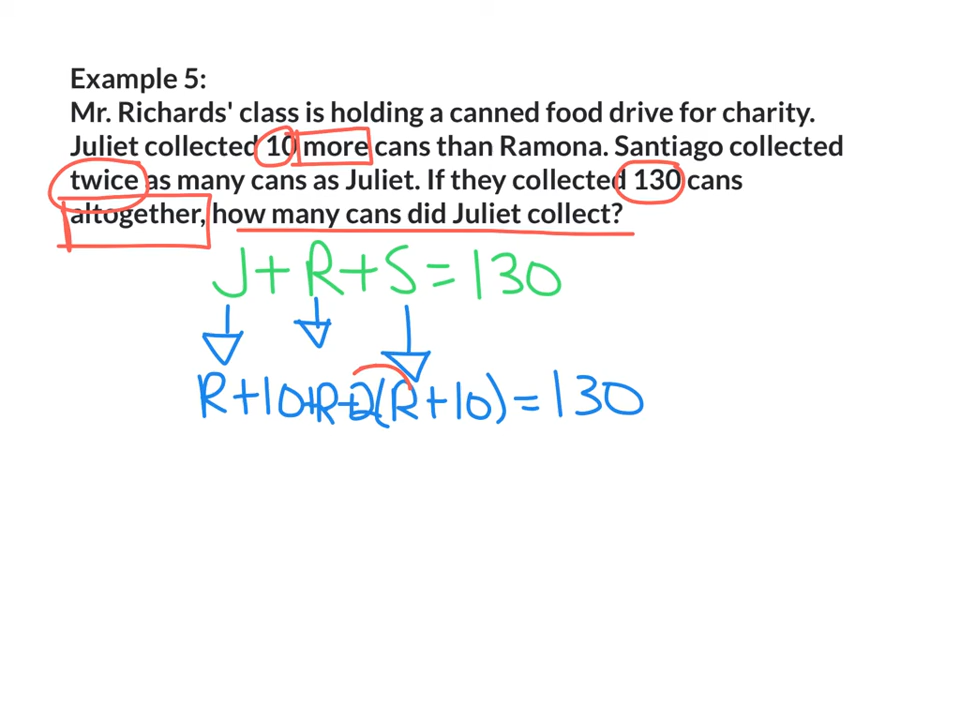 Example 5:
Mr. Richards' class is holding a canned food drive for charity.
Juliet collected 10 more cans than Ramona. Santiago collected
twice as many cans as Juliet. If they collected 130 cans
altogether, how many cans did Juliet collect?
J+R+S=130
R+10+R+2(R+10)=130